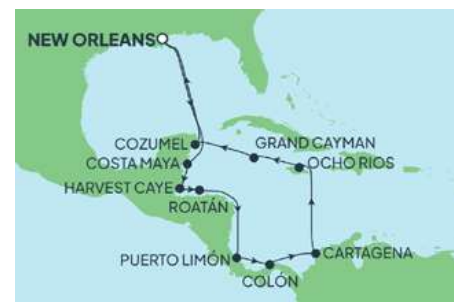 NEW ORLEANS
COZUMEL
GRAND CAYMAN
COSTA MAYA
OCHO RIOS
HARVEST CAYE
ROATÁN
PUERTO LIMÓN
CARTAGENA
COLÓN